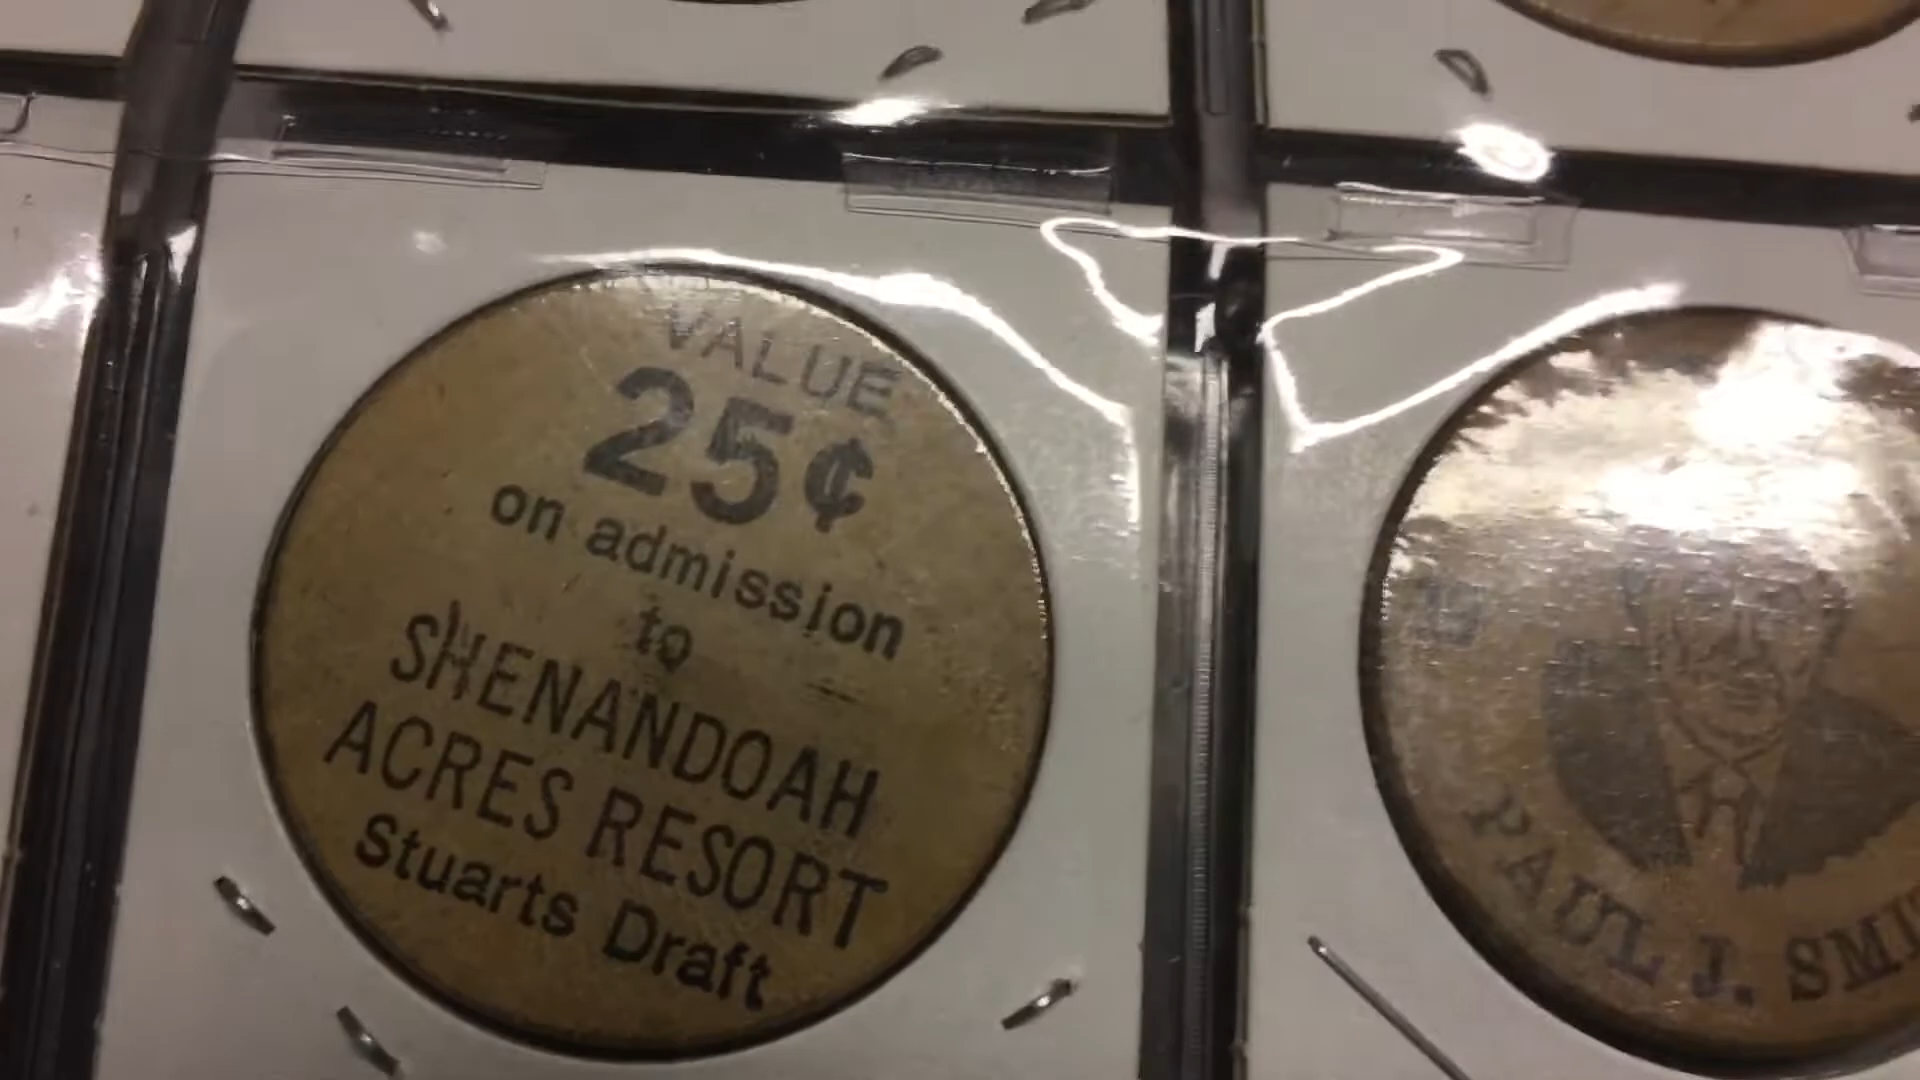 VALUE
25¢
on admission
to
SHENANDOAH
ACRES RESORT
Stuarts Draft
PAUL J. SMI